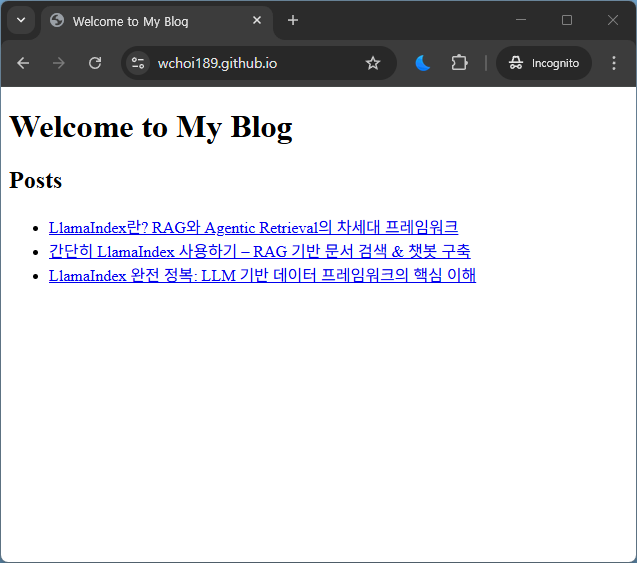 Welcome to My Blog
wchoi189.github.io
Incognito
Welcome to My Blog
Posts
LlamaIndex란? RAG와 Agentic Retrieval의 차세대 프레임워크
간단히 LlamaIndex 사용하기 – RAG 기반 문서 검색 & 챗봇 구축
LlamaIndex 완전 정복: LLM 기반 데이터 프레임워크의 핵심 이해